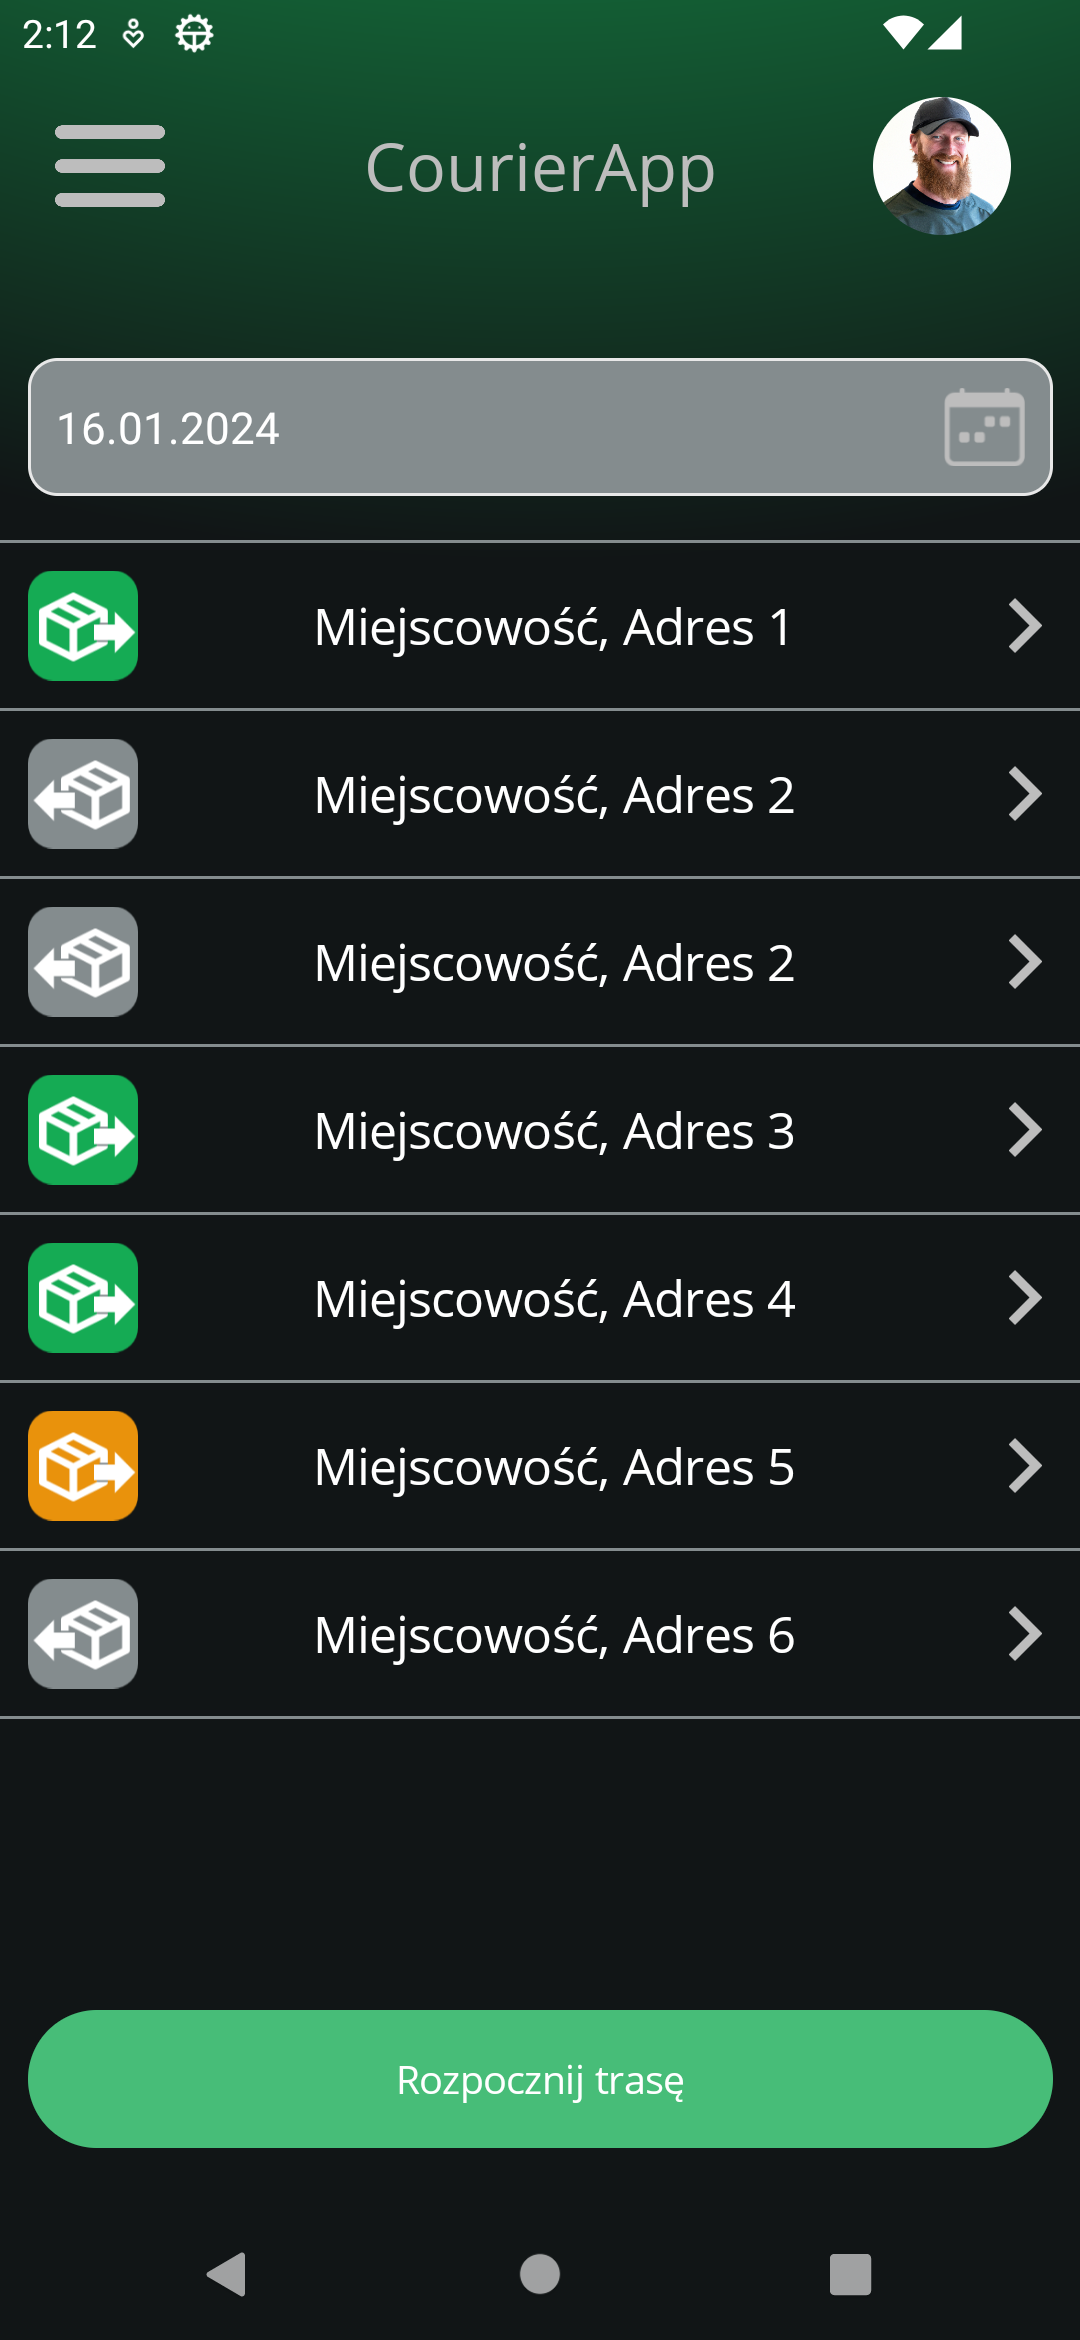 2:12
CourierApp
16.01.2024
Miejscowość, Adres 1
Miejscowość, Adres 2
Miejscowość, Adres 2
Miejscowość, Adres 3
Miejscowość, Adres 4
Miejscowość, Adres 5
Miejscowość, Adres 6
Rozpocznij trasę